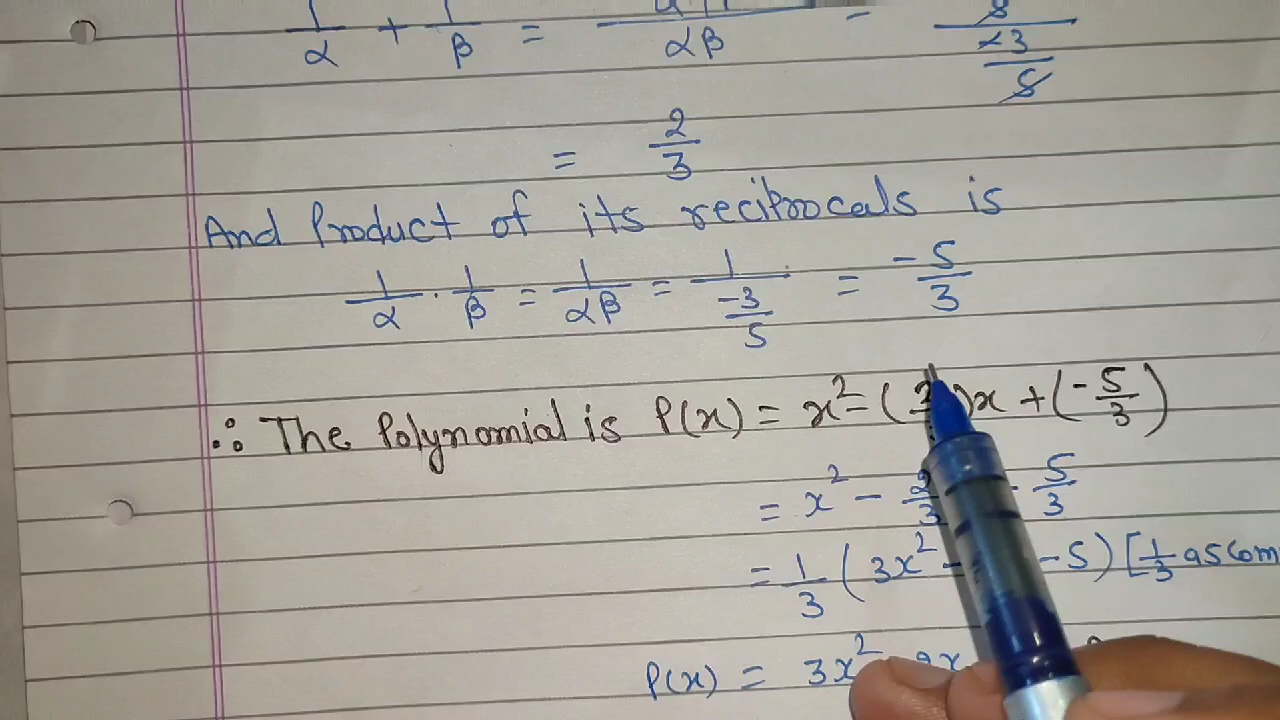 1/α + 1/β = /αβ - /-3/5
= 2/3
And Product of its reciprocals is
1/α · 1/β = 1/αβ = 1/(-3/5) = -5/3
∴ The Polynomial is P(x) = x² - ( )x + (-5/3)
= x² - 2/3 - 5/3
= 1/3 (3x² - -5) [1/3 as Com
P(x) = 3x² 2x